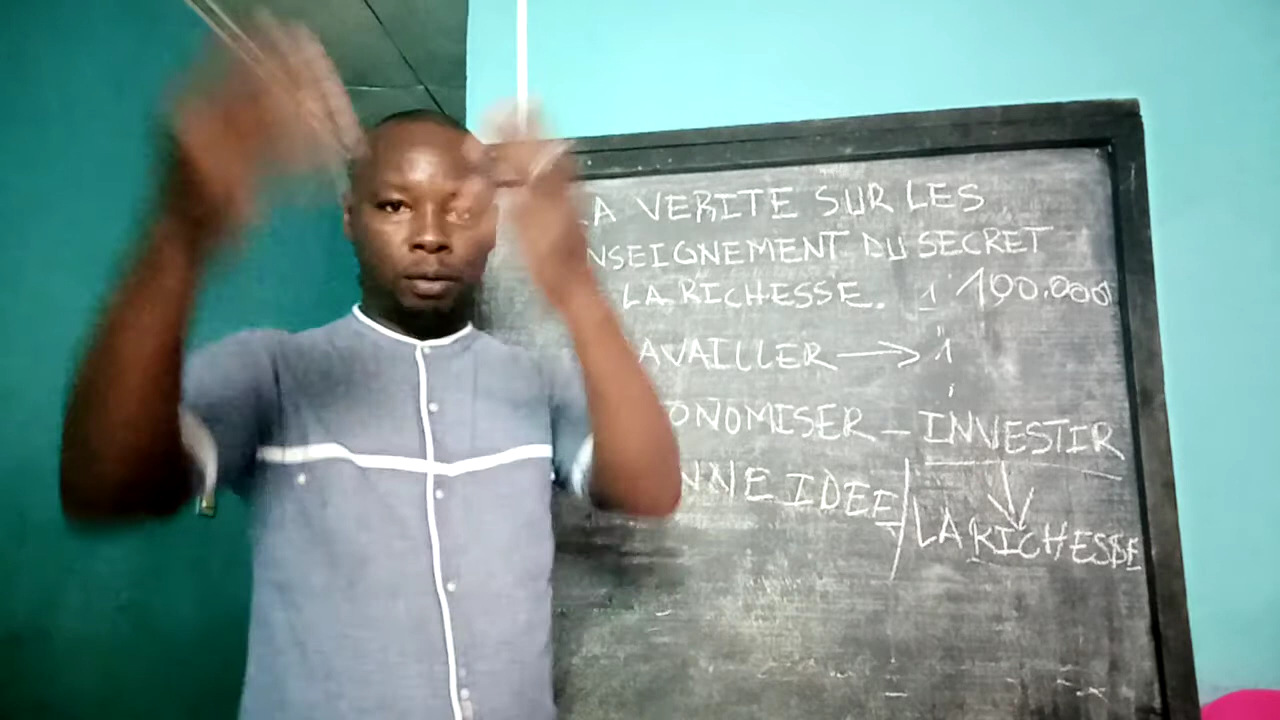 LA VERITE SUR LES
NSEIGNEMENT DU SECRET
LA RICHESSE. 1 190.000
AVAILLER → 1
ONOMISER - INVESTIR
NNE IDEE / LA RICHESSE